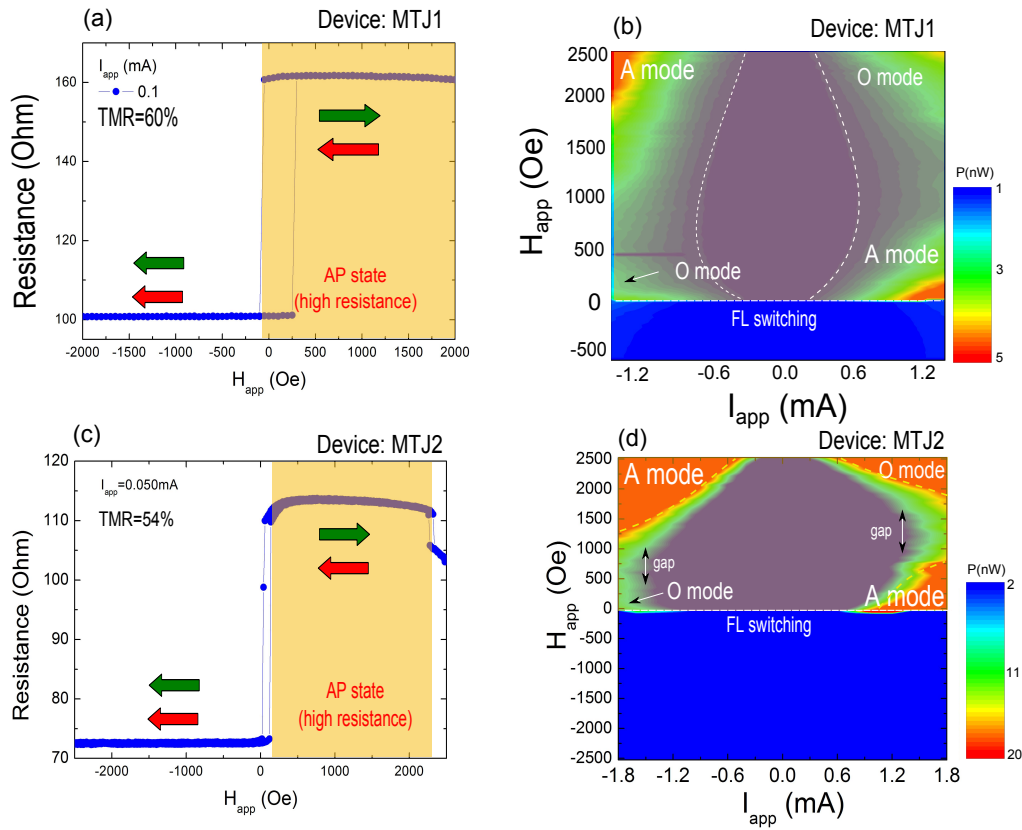 (a)
Device: MTJ1
I_app (mA)
0.1
TMR=60%
AP state
(high resistance)
Resistance (Ohm)
160
140
120
100
-2000
-1500
-1000
-500
0
500
1000
1500
2000
H_app (Oe)
(b)
Device: MTJ1
A mode
O mode
A mode
O mode
FL switching
H_app (Oe)
2500
2000
1500
1000
500
0
-500
-1.2
-0.6
0.0
0.6
1.2
I_app (mA)
P(nW)
1
3
5
(c)
Device: MTJ2
I_app=0.050mA
TMR=54%
AP state
(high resistance)
Resistance (Ohm)
120
110
100
90
80
70
-2000
-1000
0
1000
2000
H_app (Oe)
(d)
Device: MTJ2
A mode
O mode
gap
gap
O mode
A mode
FL switching
H_app (Oe)
2500
2000
1500
1000
500
0
-500
-1000
-1500
-2000
-2500
-1.8
-1.2
-0.6
0.0
0.6
1.2
1.8
I_app (mA)
P(nW)
2
11
20